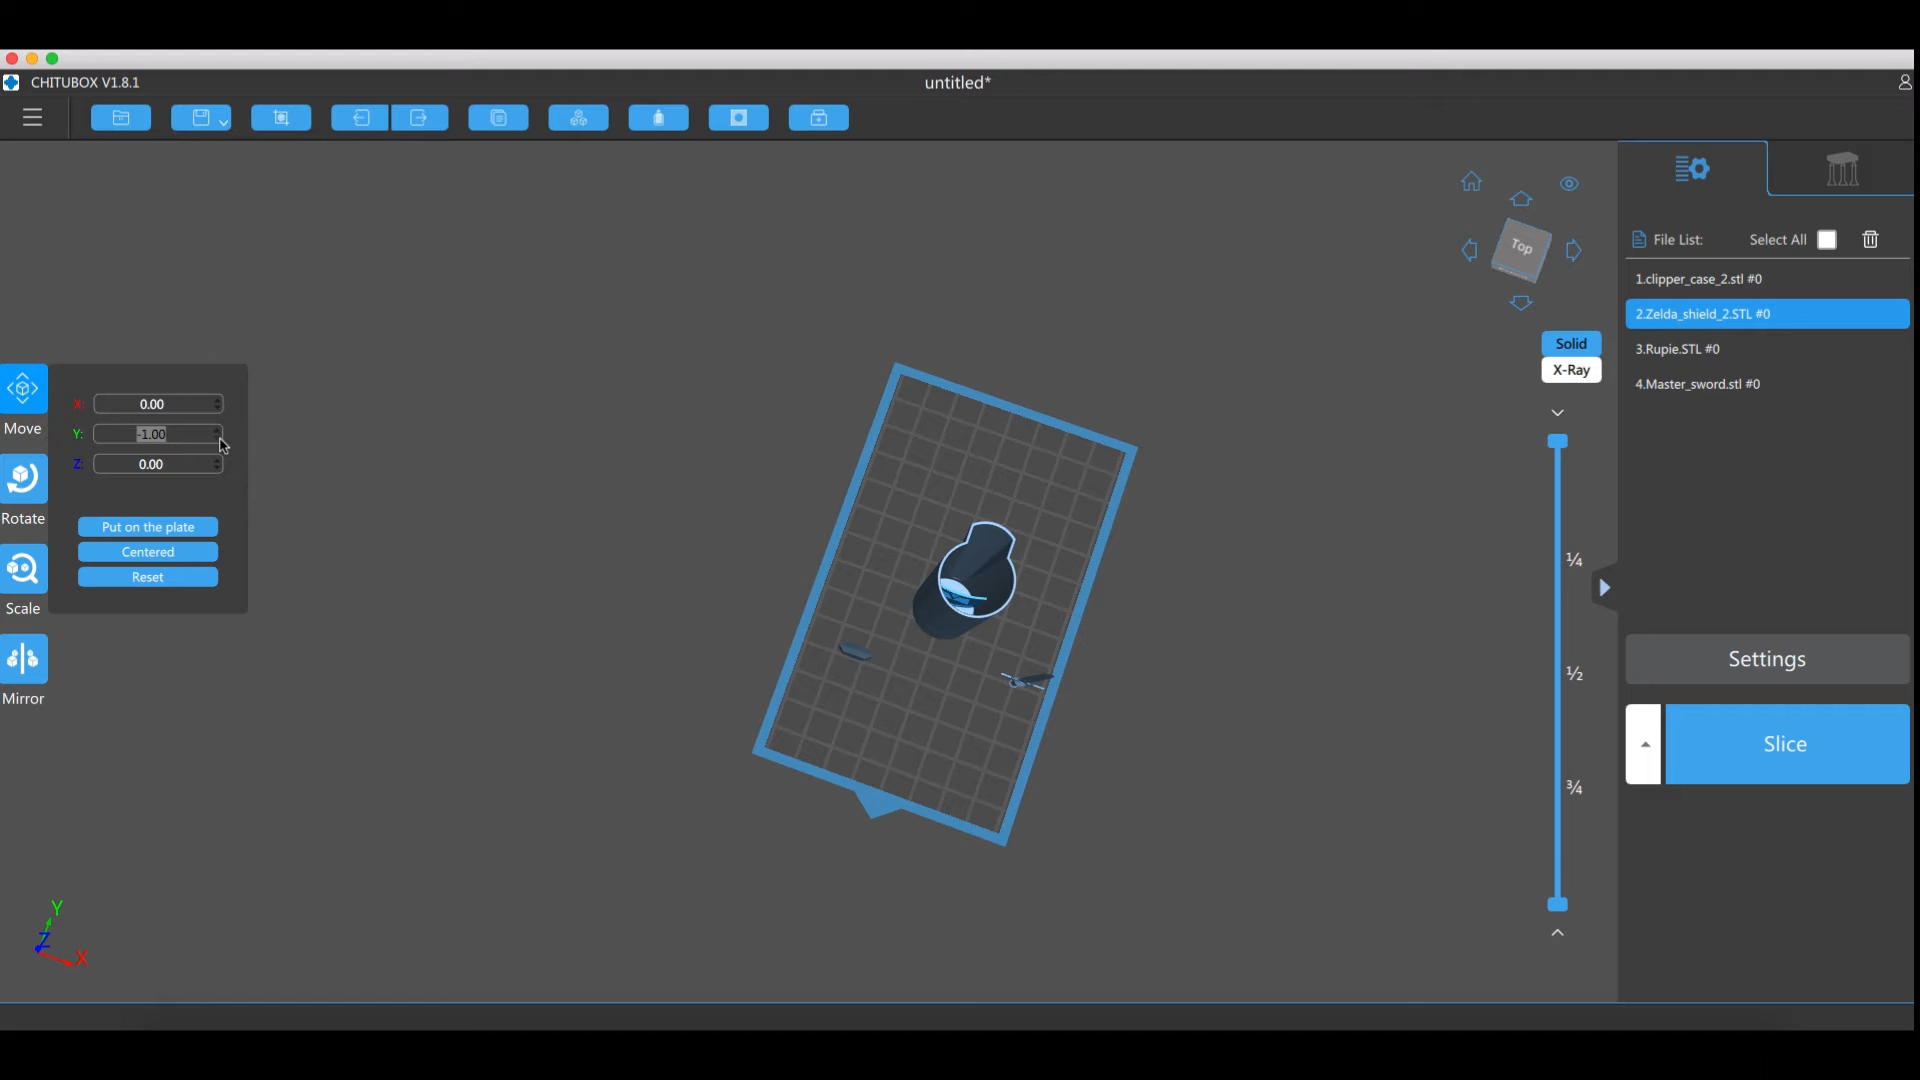 CHITUBOX V1.8.1
untitled*
Top
File List:
Select All
1.clipper_case_2.stl #0
2.Zelda_shield_2.STL #0
3.Rupie.STL #0
4.Master_sword.stl #0
Solid
X-Ray
Move
X: 0.00
Y: -1.00
Z: 0.00
Rotate
Put on the plate
Centered
Reset
Scale
Mirror
1/4
1/2
3/4
Settings
Slice
Y
Z
X